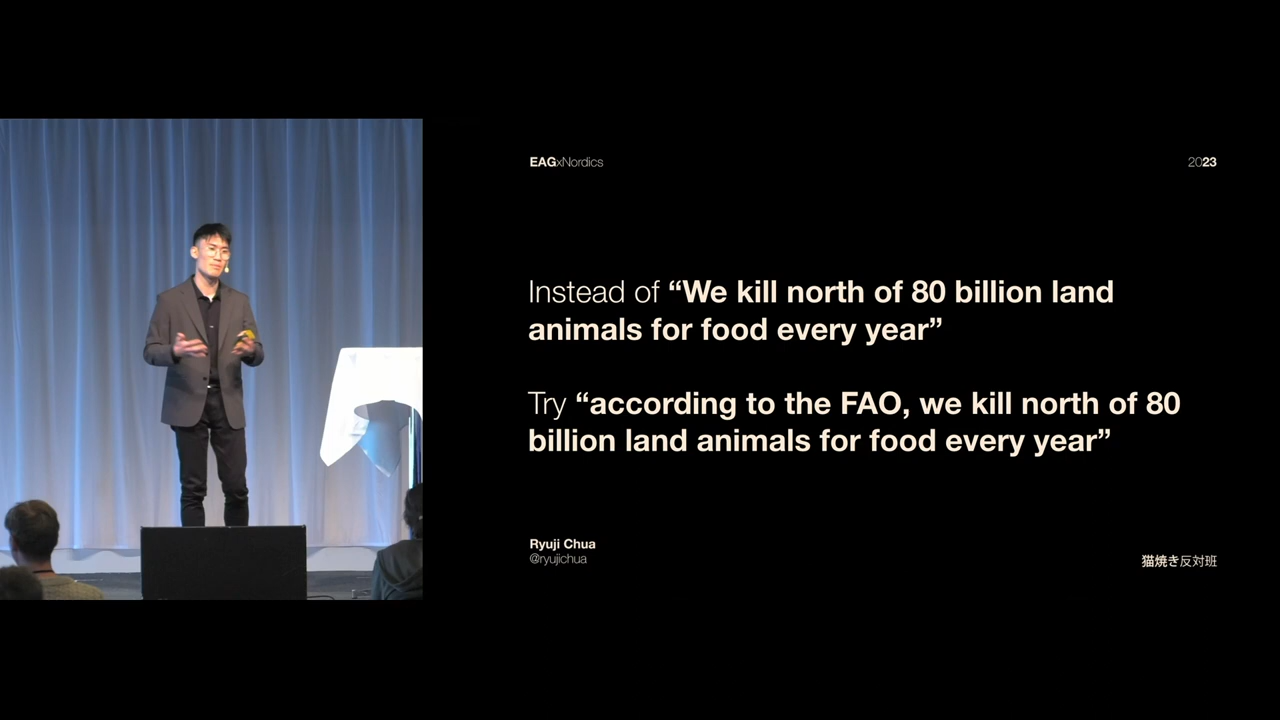 EAGxNordics
2023
Instead of “We kill north of 80 billion land
animals for food every year”
Try “according to the FAO, we kill north of 80
billion land animals for food every year”
Ryuji Chua
@ryujichua
猫焼き反対班